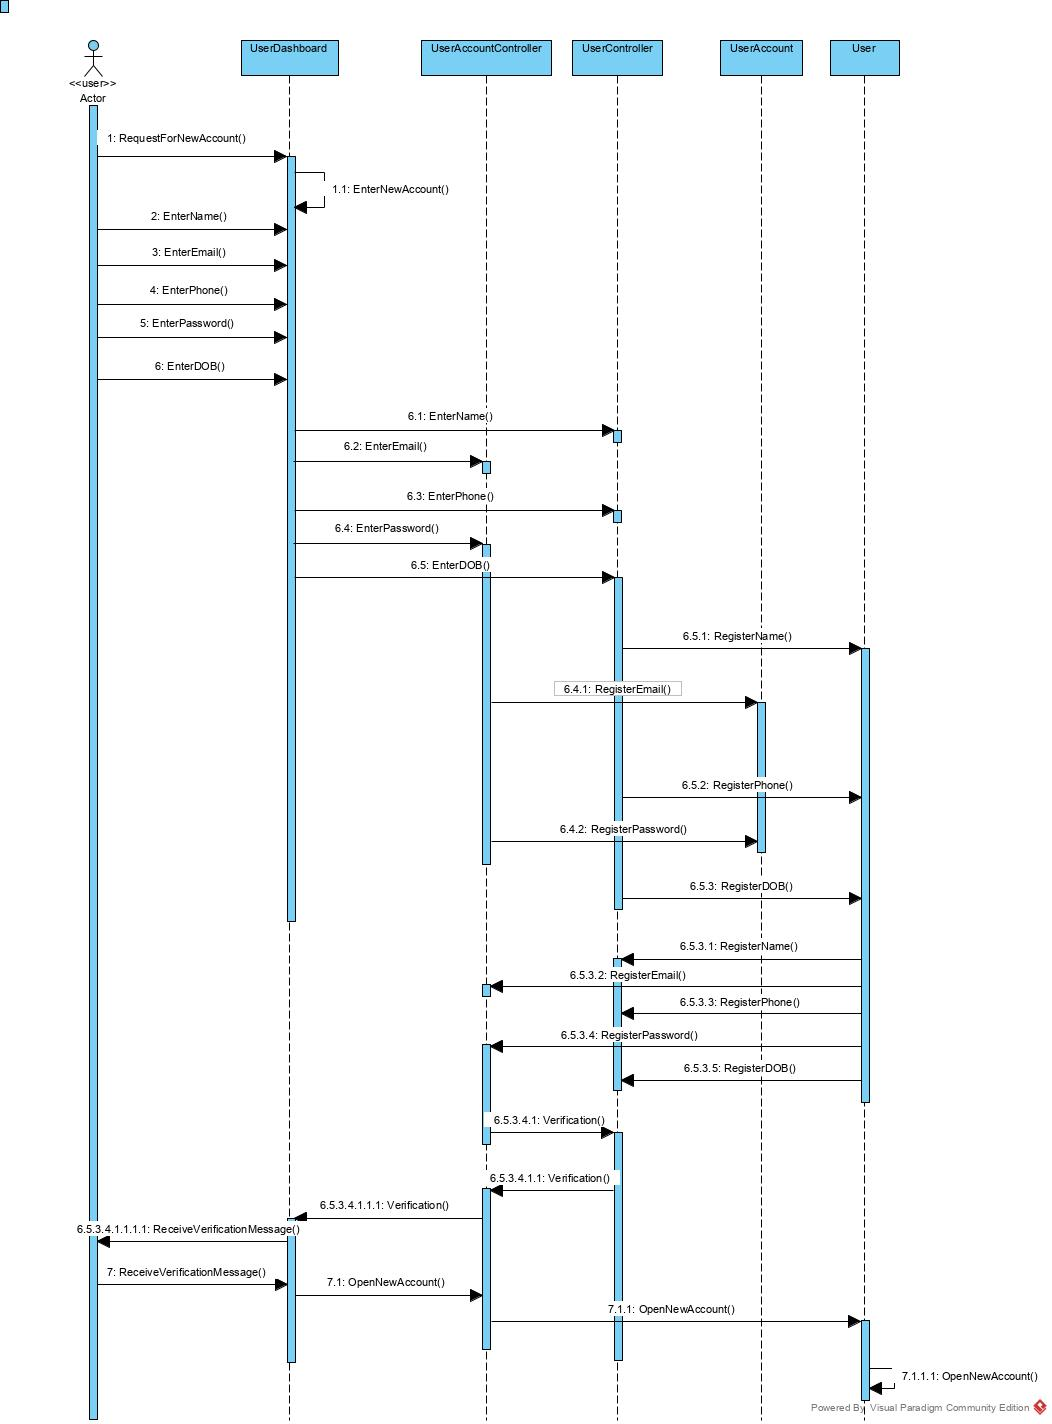 UserDashboard
UserAccountController
UserController
UserAccount
User
<<user>>
Actor
1: RequestForNewAccount()
1.1: EnterNewAccount()
2: EnterName()
3: EnterEmail()
4: EnterPhone()
5: EnterPassword()
6: EnterDOB()
6.1: EnterName()
6.2: EnterEmail()
6.3: EnterPhone()
6.4: EnterPassword()
6.5: EnterDOB()
6.5.1: RegisterName()
6.4.1: RegisterEmail()
6.5.2: RegisterPhone()
6.4.2: RegisterPassword()
6.5.3: RegisterDOB()
6.5.3.1: RegisterName()
6.5.3.2: RegisterEmail()
6.5.3.3: RegisterPhone()
6.5.3.4: RegisterPassword()
6.5.3.5: RegisterDOB()
6.5.3.4.1: Verification()
6.5.3.4.1.1: Verification()
6.5.3.4.1.1.1: Verification()
6.5.3.4.1.1.1.1: ReceiveVerificationMessage()
7: ReceiveVerificationMessage()
7.1: OpenNewAccount()
7.1.1: OpenNewAccount()
7.1.1.1: OpenNewAccount()
Powered By Visual Paradigm Community Edition